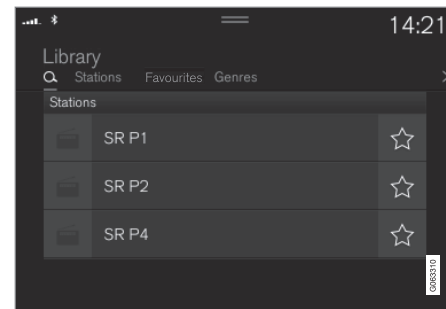 14:21
Library
Stations Favourites Genres
Stations
SR P1
SR P2
SR P4
G063310